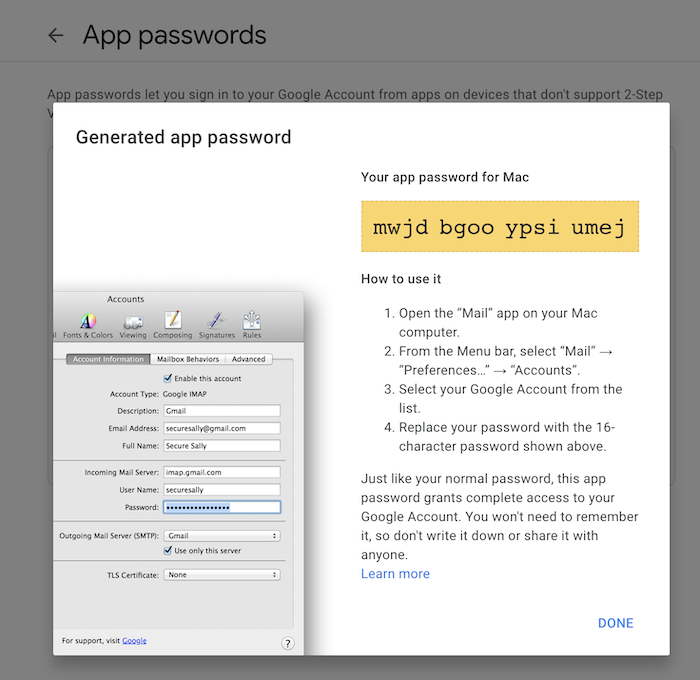 App passwords
App passwords let you sign in to your Google Account from apps on devices that don't support 2-Step
Generated app password
Your app password for Mac
mwjd bgoo ypsi umej
How to use it
1. Open the “Mail” app on your Mac
computer.
2. From the Menu bar, select “Mail” →
“Preferences...” → “Accounts”.
3. Select your Google Account from the
list.
4. Replace your password with the 16-
character password shown above.
Just like your normal password, this app
password grants complete access to your
Google Account. You won't need to remember
it, so don't write it down or share it with
anyone.
Learn more
DONE
Accounts
Fonts & Colors Viewing Composing Signatures Rules
Account Information Mailbox Behaviors Advanced
Enable this account
Account Type: Google IMAP
Description: Gmail
Email Address: securesally@gmail.com
Full Name: Secure Sally
Incoming Mail Server: imap.gmail.com
User Name: securesally
Password: ••••••••••••••••
Outgoing Mail Server (SMTP): Gmail
Use only this server
TLS Certificate: None
For support, visit Google
?